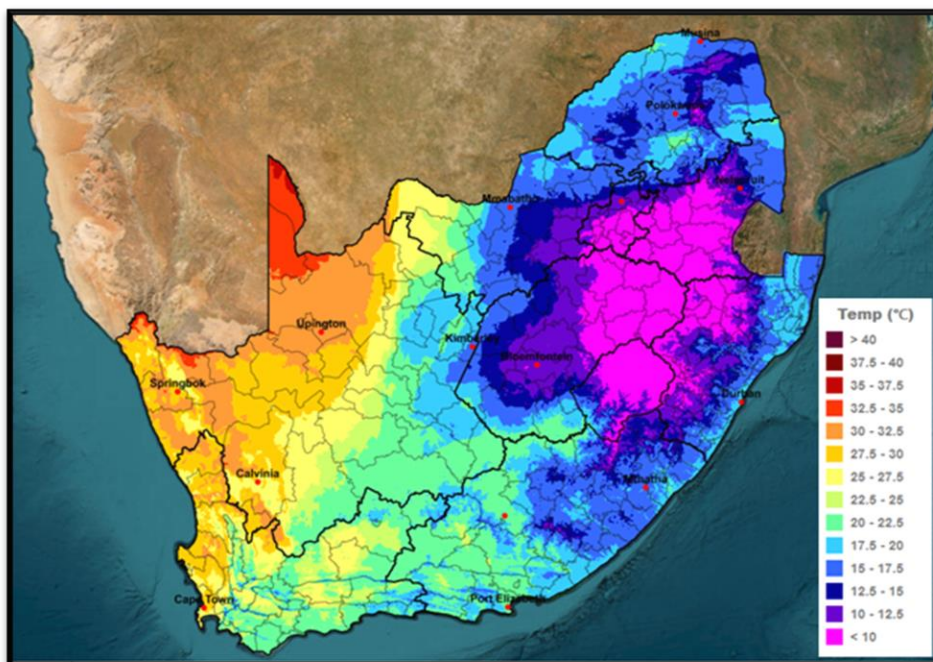 Musina
Polokwane
Mmabatho
Upington
Kimberley
Bloemfontein
Springbok
Durban
Calvinia
Mthatha
Cape Town
Port Elizabeth
Temp (°C)
> 40
37.5 - 40
35 - 37.5
32.5 - 35
30 - 32.5
27.5 - 30
25 - 27.5
22.5 - 25
20 - 22.5
17.5 - 20
15 - 17.5
12.5 - 15
10 - 12.5
< 10